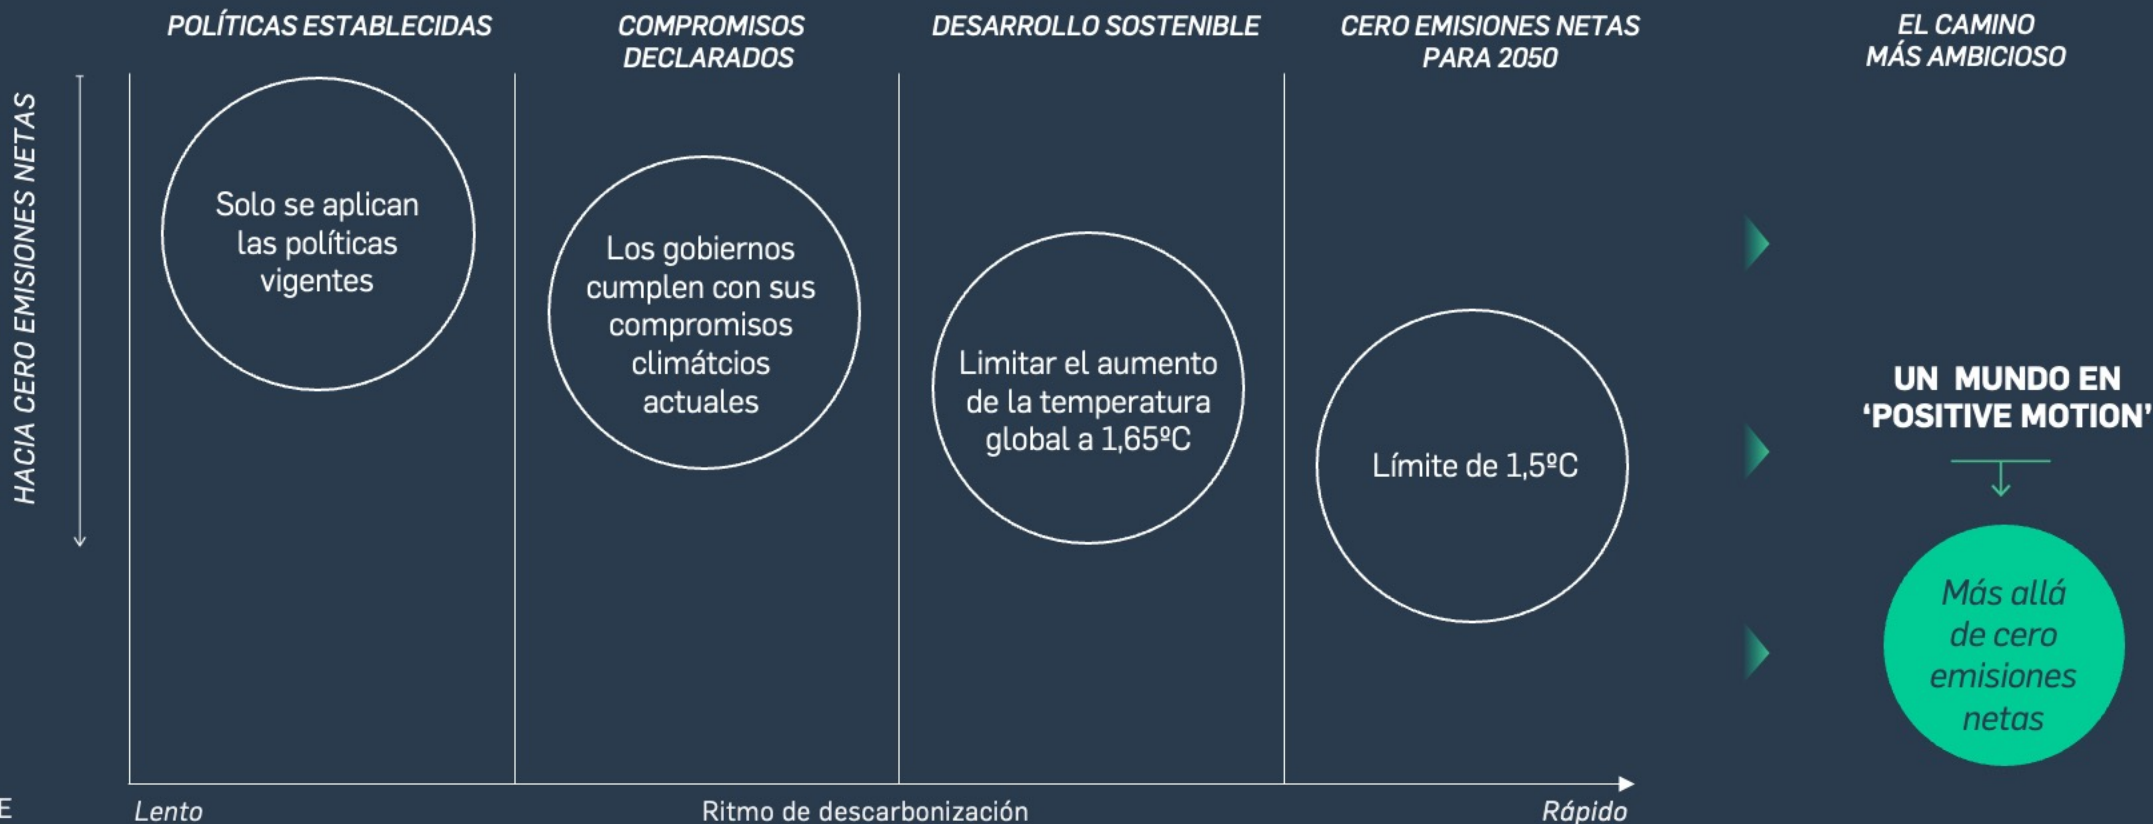 POLÍTICAS ESTABLECIDAS
COMPROMISOS
DECLARADOS
DESARROLLO SOSTENIBLE
CERO EMISIONES NETAS
PARA 2050
EL CAMINO
MÁS AMBICIOSO
HACIA CERO EMISIONES NETAS
Solo se aplican
las políticas
vigentes
Los gobiernos
cumplen con sus
compromisos
climátcios
actuales
Limitar el aumento
de la temperatura
global a 1,65ºC
Límite de 1,5ºC
UN MUNDO EN
‘POSITIVE MOTION’
Más allá
de cero
emisiones
netas
E
Lento
Ritmo de descarbonización
Rápido